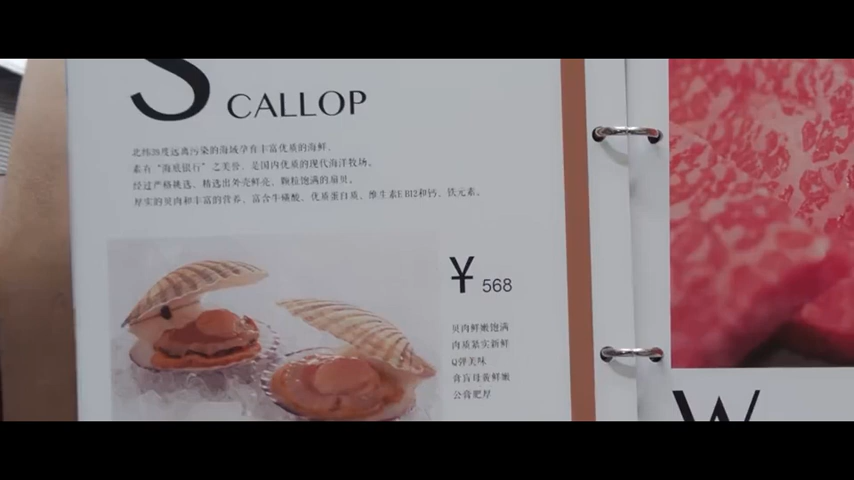 SCALLOP
北纬39度远离污染的海域孕育丰富优质的海鲜,
素有“海底银行”之美誉, 是国内优质的现代海洋牧场。
经过严格挑选, 精选出外壳鲜亮、颗粒饱满的扇贝。
厚实的贝肉和丰富的营养, 富含牛磺酸、优质蛋白质、维生素E B12和钙、铁元素。
¥ 568
贝肉鲜嫩饱满
肉质紧实新鲜
Q弹美味
母黄鲜嫩
公膏肥厚
W